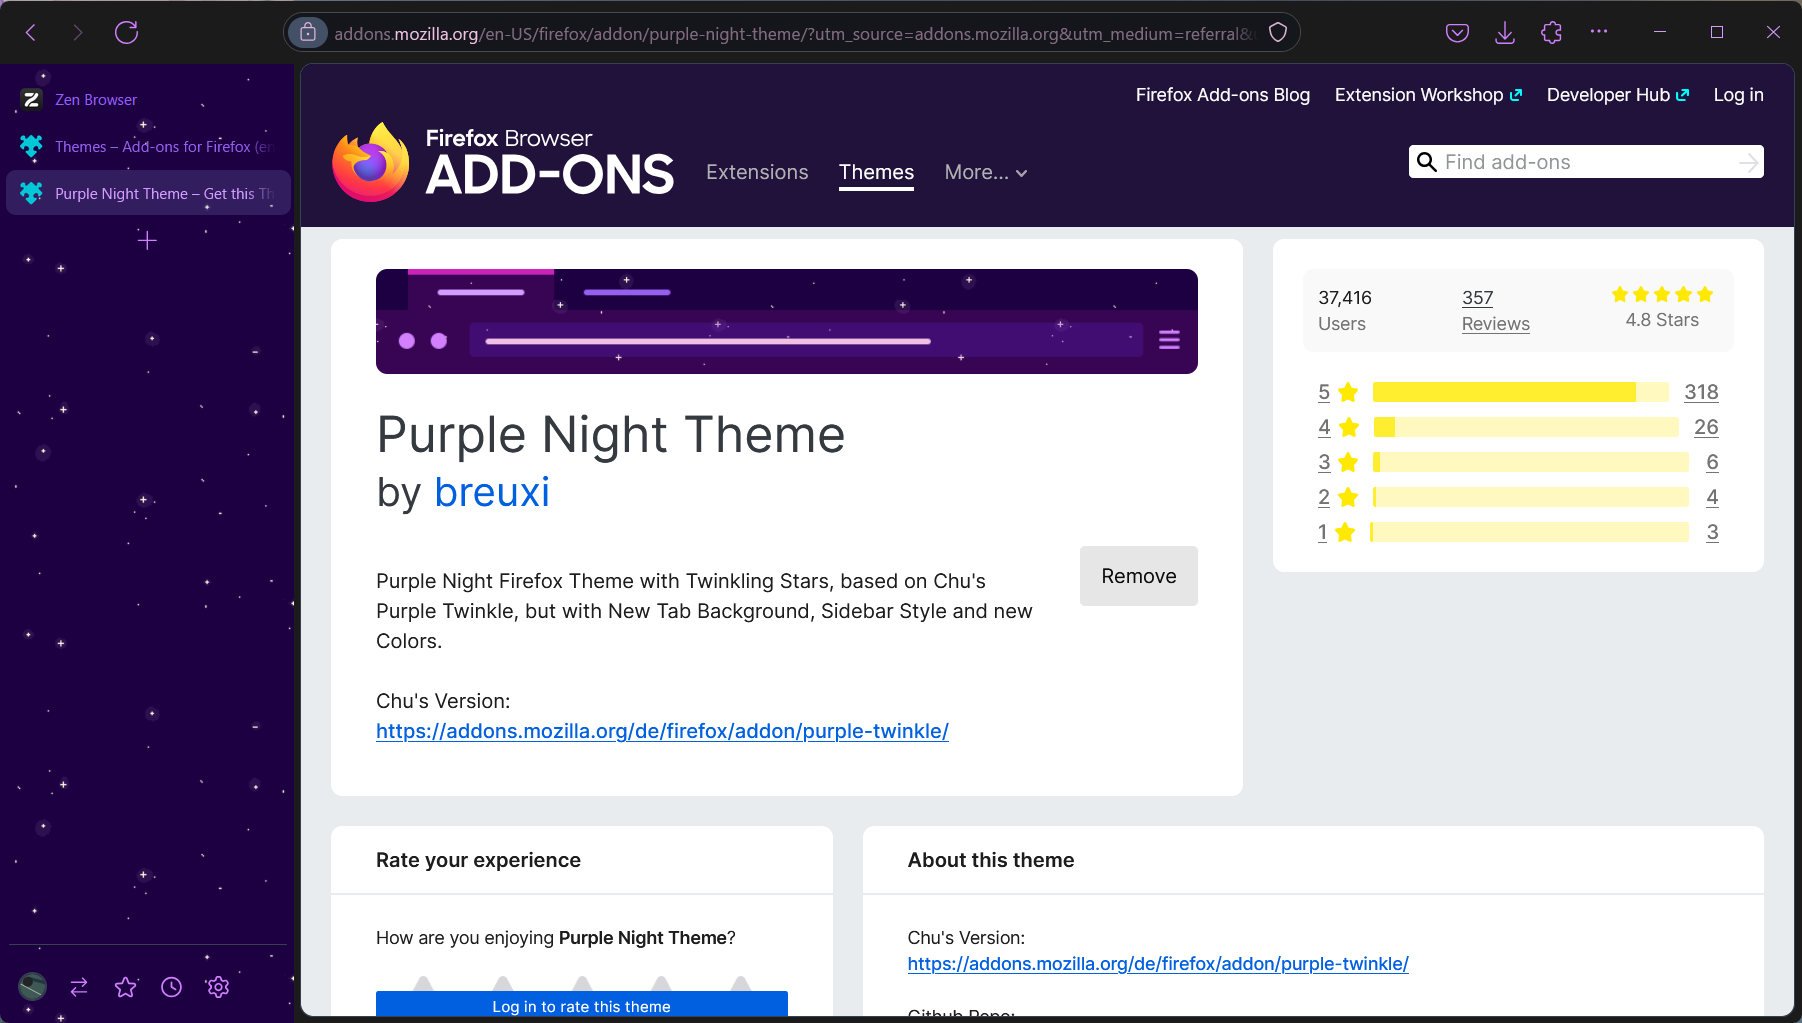 addons.mozilla.org/en-US/firefox/addon/purple-night-theme/?utm_source=addons.mozilla.org&utm_medium=referral&
Zen Browser
Themes – Add-ons for Firefox (en
Purple Night Theme – Get this Th
Firefox Add-ons Blog
Extension Workshop
Developer Hub
Log in
Firefox Browser
ADD-ONS
Extensions
Themes
More...
Find add-ons
Purple Night Theme
by breuxi
Purple Night Firefox Theme with Twinkling Stars, based on Chu's
Purple Twinkle, but with New Tab Background, Sidebar Style and new
Colors.
Chu's Version:
https://addons.mozilla.org/de/firefox/addon/purple-twinkle/
Remove
37,416
Users
357
Reviews
4.8 Stars
5 318
4 26
3 6
2 4
1 3
Rate your experience
How are you enjoying Purple Night Theme?
Log in to rate this theme
About this theme
Chu's Version:
https://addons.mozilla.org/de/firefox/addon/purple-twinkle/
Github Repo: